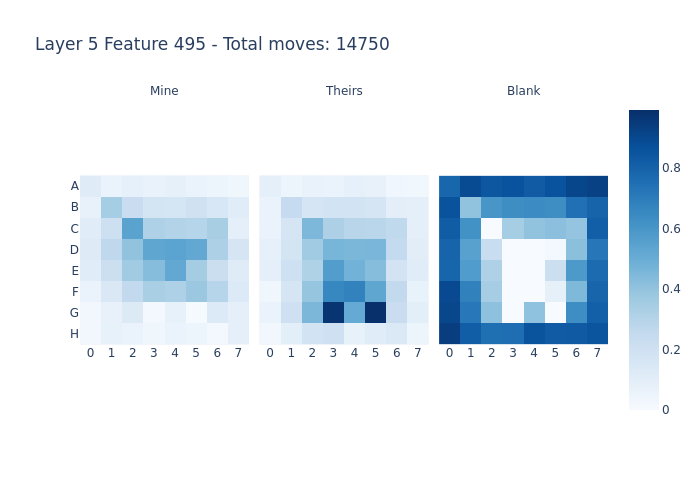 Layer 5 Feature 495 - Total moves: 14750
Mine Theirs Blank
A
B
C
D
E
F
G
H
0 1 2 3 4 5 6 7 0 1 2 3 4 5 6 7 0 1 2 3 4 5 6 7
0.8
0.6
0.4
0.2
0